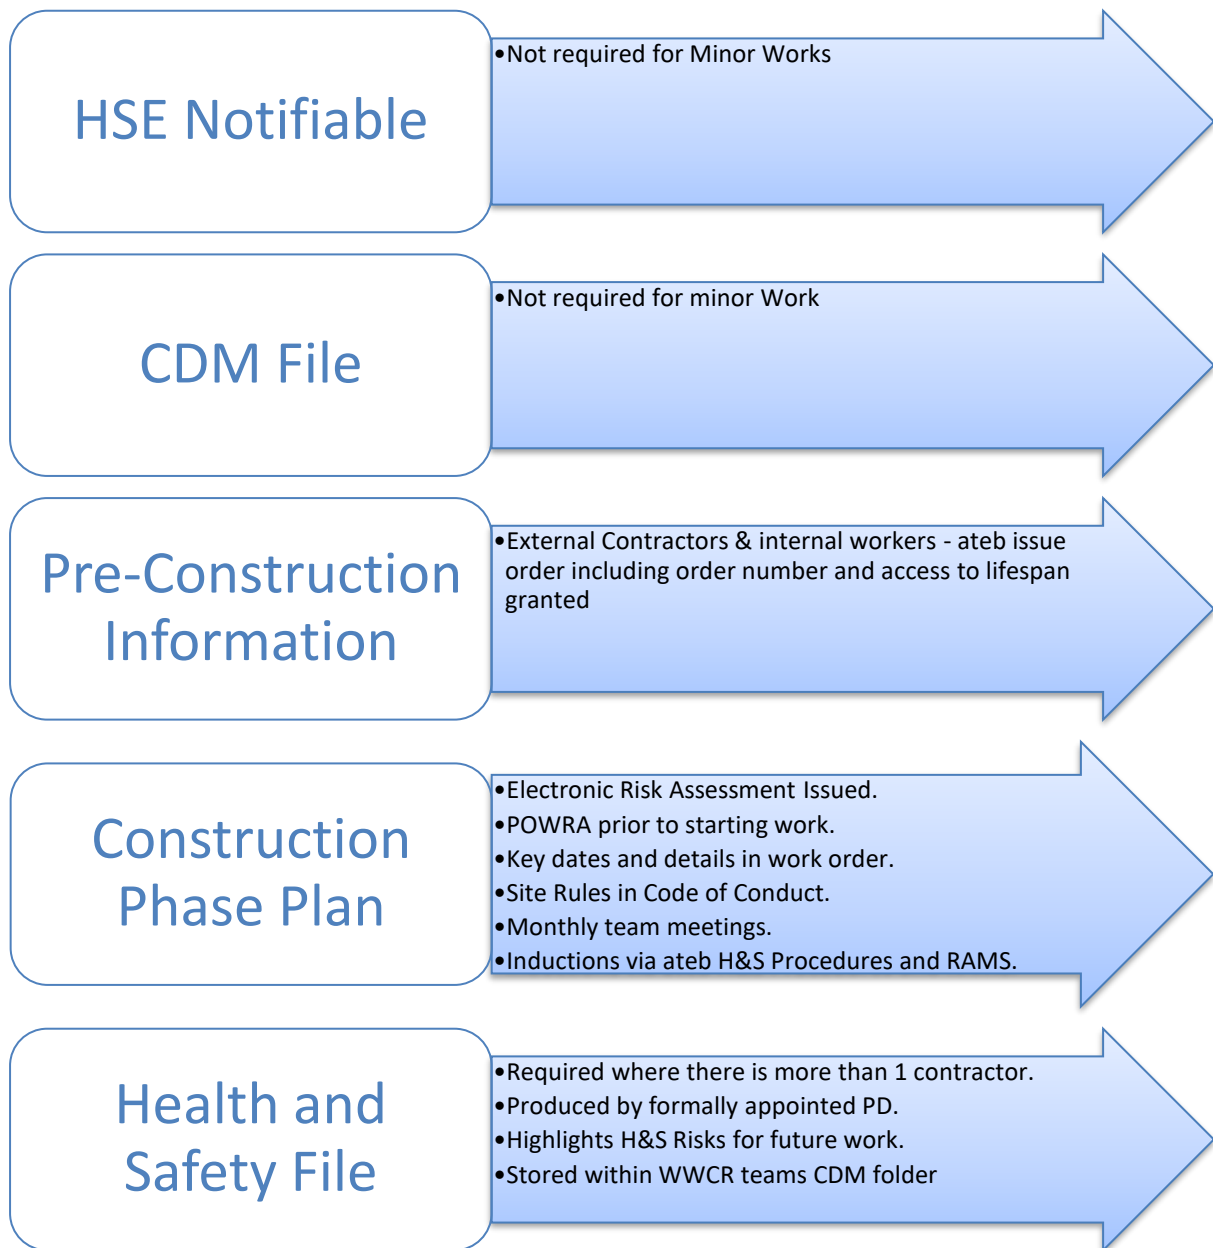 HSE Notifiable
•Not required for Minor Works
CDM File
•Not required for minor Work
Pre-Construction
Information
•External Contractors & internal workers - ateb issue
order including order number and access to lifespan
granted
Construction
Phase Plan
•Electronic Risk Assessment Issued.
•POWRA prior to starting work.
•Key dates and details in work order.
•Site Rules in Code of Conduct.
•Monthly team meetings.
•Inductions via ateb H&S Procedures and RAMS.
Health and
Safety File
•Required where there is more than 1 contractor.
•Produced by formally appointed PD.
•Highlights H&S Risks for future work.
•Stored within WWCR teams CDM folder